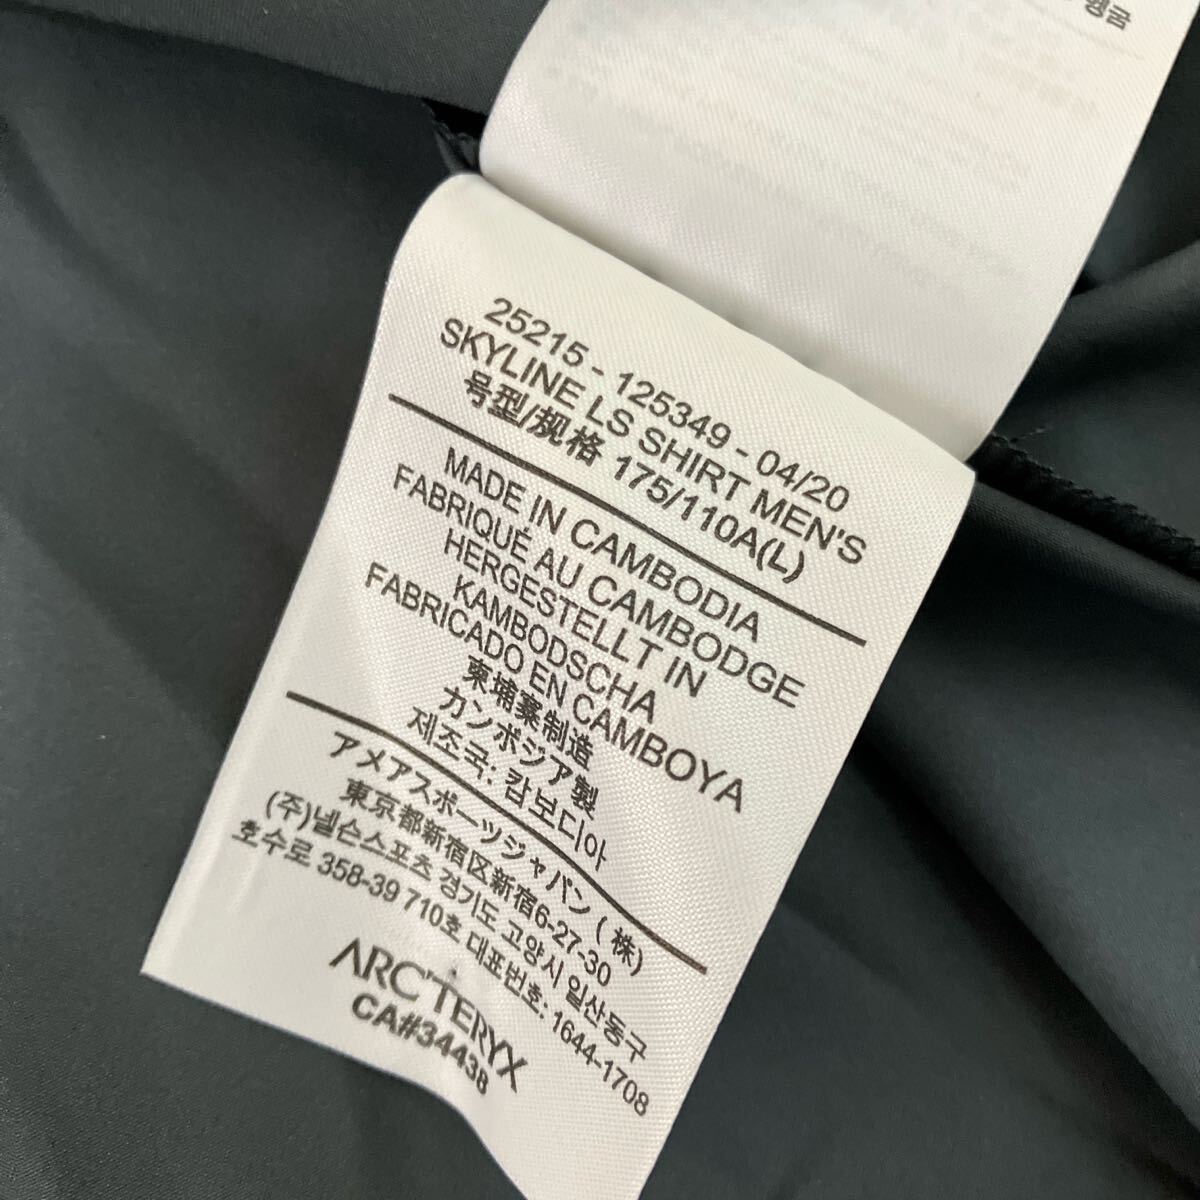 행굼
25215 - 125349 - 04/20
SKYLINE LS SHIRT MEN'S
号型/规格 175/110A(L)
MADE IN CAMBODIA
FABRIQUÉ AU CAMBODGE
HERGESTELLT IN
KAMBODSCHA
FABRICADO EN CAMBOYA
柬埔寨制造
カンボジア製
제조국: 캄보디아
アメアスポーツジャパン ( 株)
東京都新宿区新宿6-27-30
(주)넬슨스포츠 경기도 고양시 일산동구
호수로 358-39 710호 대표번호: 1644-1708
ARC'TERYX
CA#34438